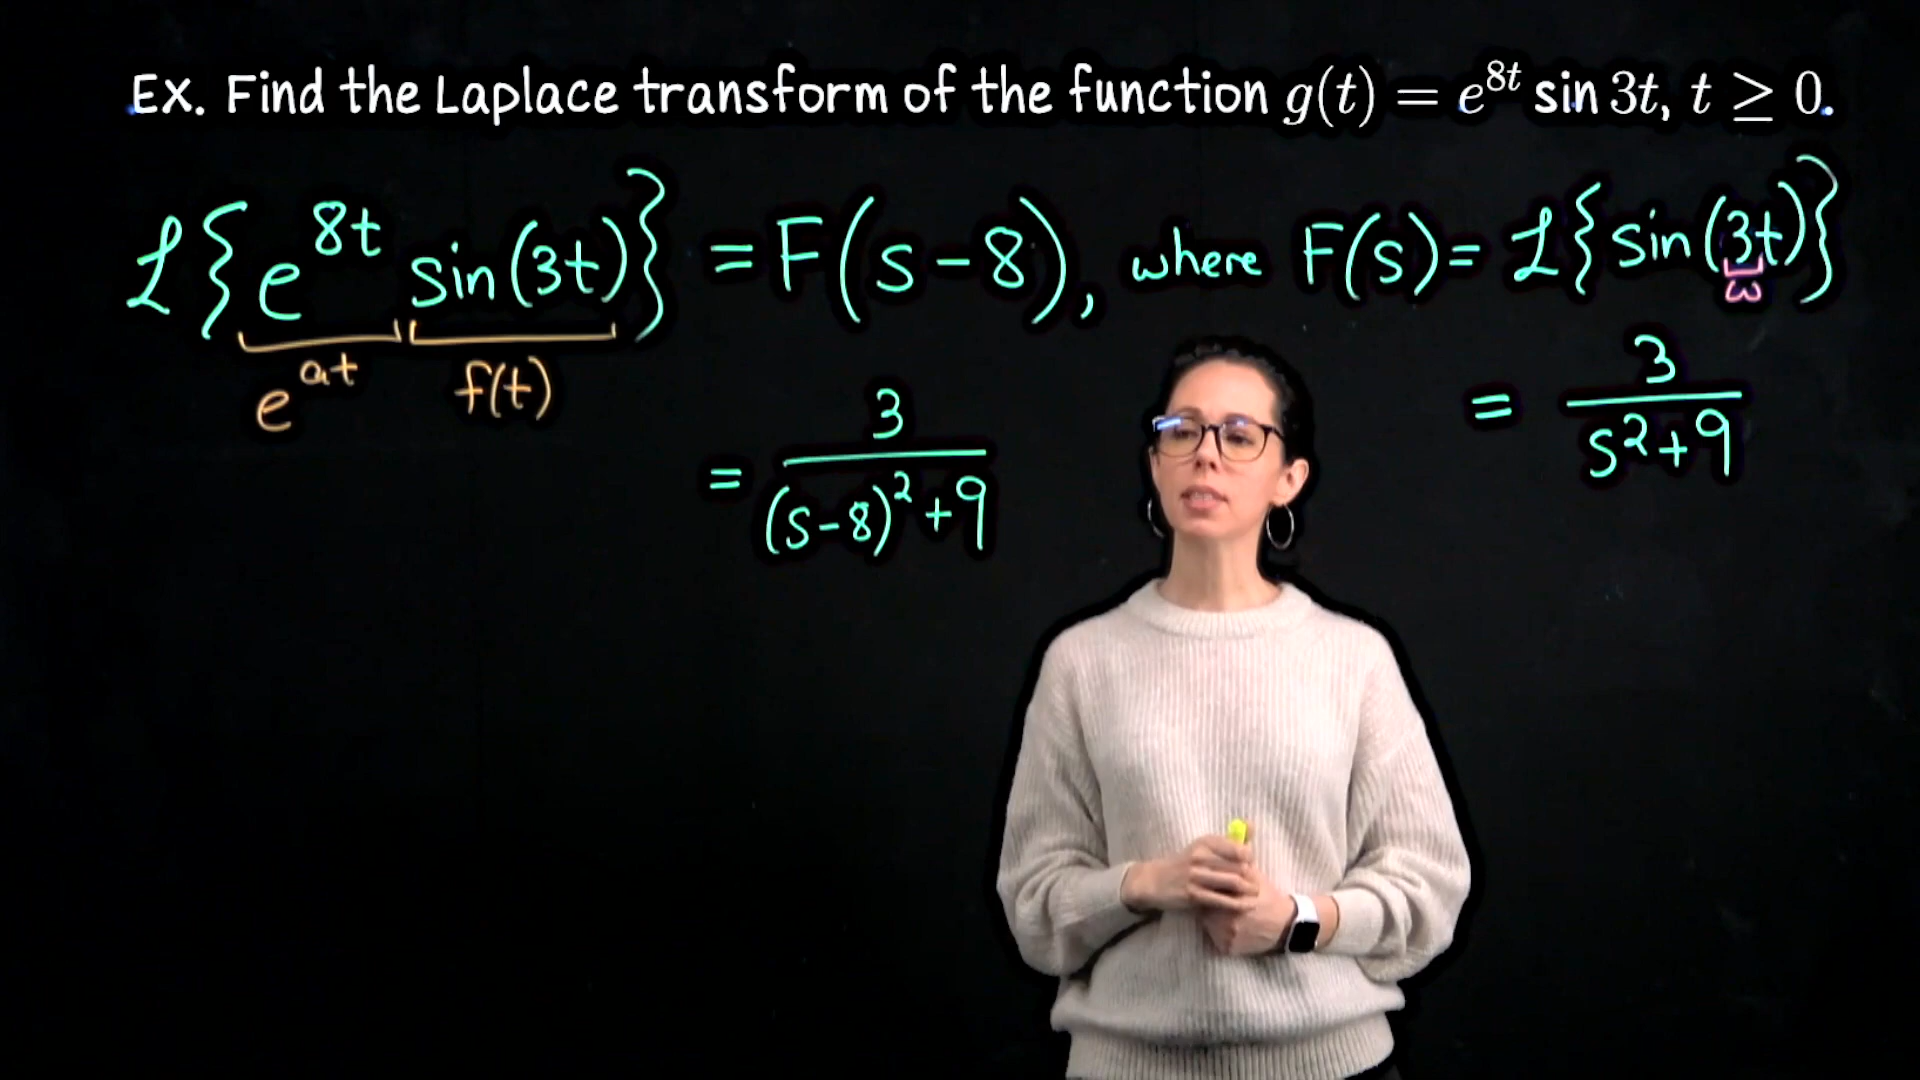 Ex. Find the Laplace transform of the function g(t) = e^{8t} sin 3t, t ≥ 0.
ℒ{e^{8t} sin(3t)} = F(s-8), where F(s) = ℒ{sin(3t)}
ω
e^{at} f(t)
= 3/(s²+9)
= 3/((s-8)²+9)